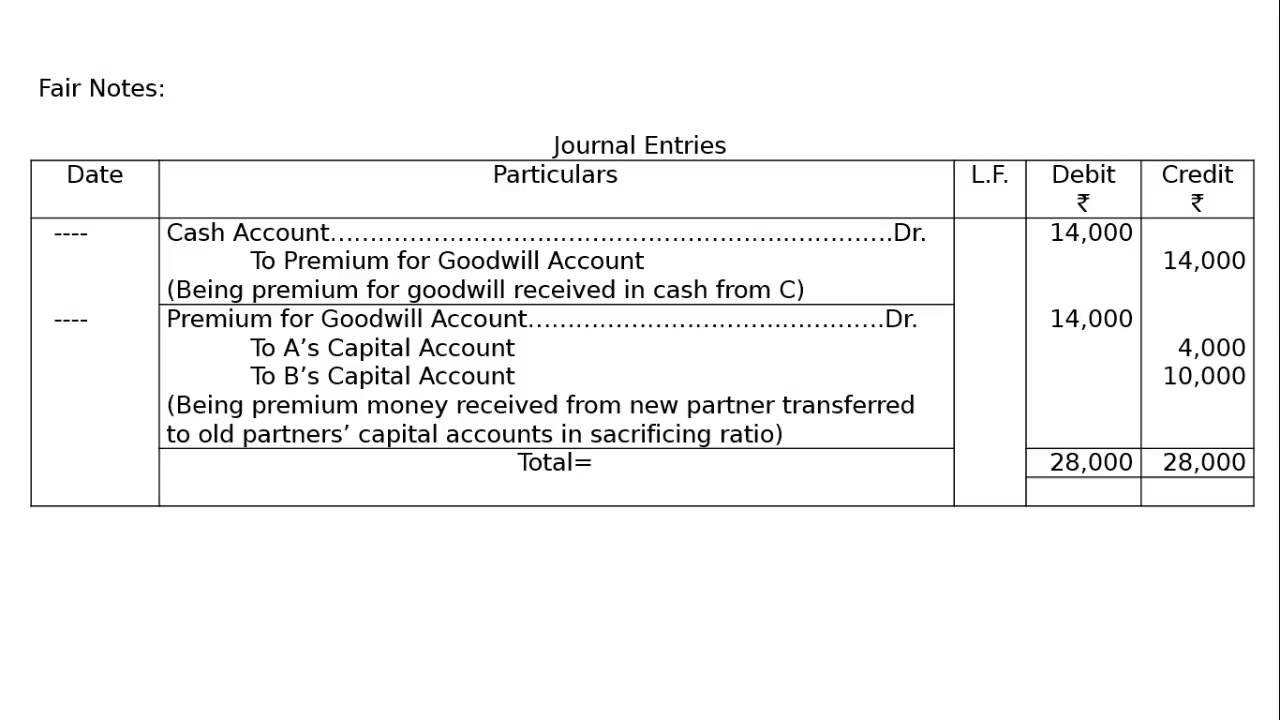 Fair Notes:
Journal Entries
Date Particulars L.F. Debit Credit
₹ ₹
---- Cash Account……………………………………………………..……………Dr. 14,000
To Premium for Goodwill Account 14,000
(Being premium for goodwill received in cash from C)
---- Premium for Goodwill Account……………………………..…………Dr. 14,000
To A’s Capital Account 4,000
To B’s Capital Account 10,000
(Being premium money received from new partner transferred
to old partners’ capital accounts in sacrificing ratio)
Total= 28,000 28,000